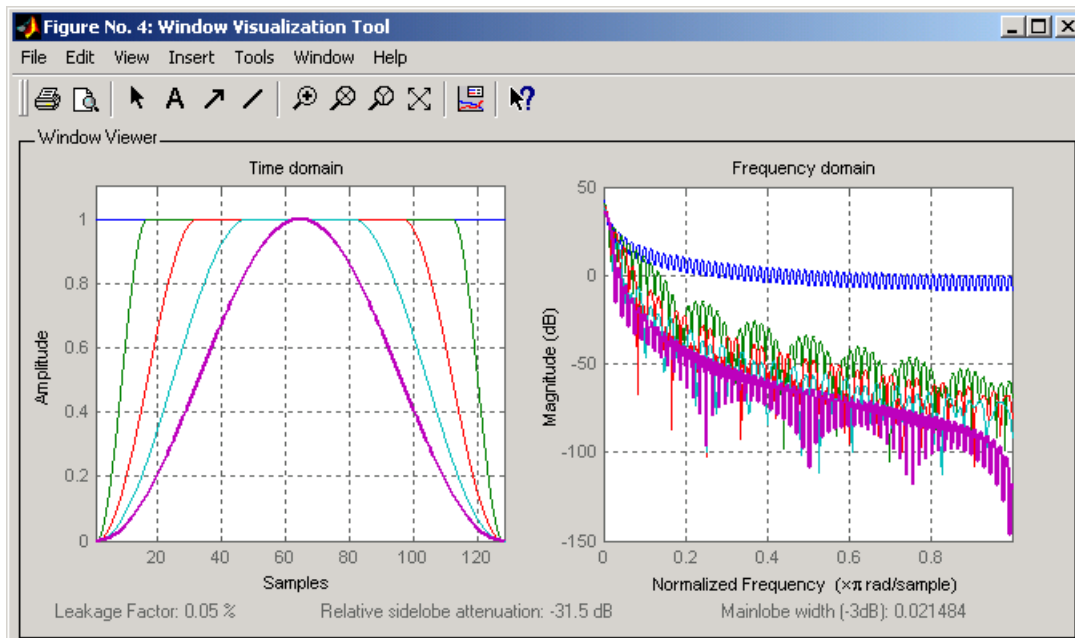 Figure No. 4: Window Visualization Tool
File Edit View Insert Tools Window Help
A
?
Window Viewer
Time domain
Amplitude
1
0.8
0.6
0.4
0.2
0
20 40 60 80 100 120
Samples
Frequency domain
Magnitude (dB)
50
0
-50
-100
-150
0 0.2 0.4 0.6 0.8
Normalized Frequency (×π rad/sample)
Leakage Factor: 0.05 % Relative sidelobe attenuation: -31.5 dB Mainlobe width (-3dB): 0.021484